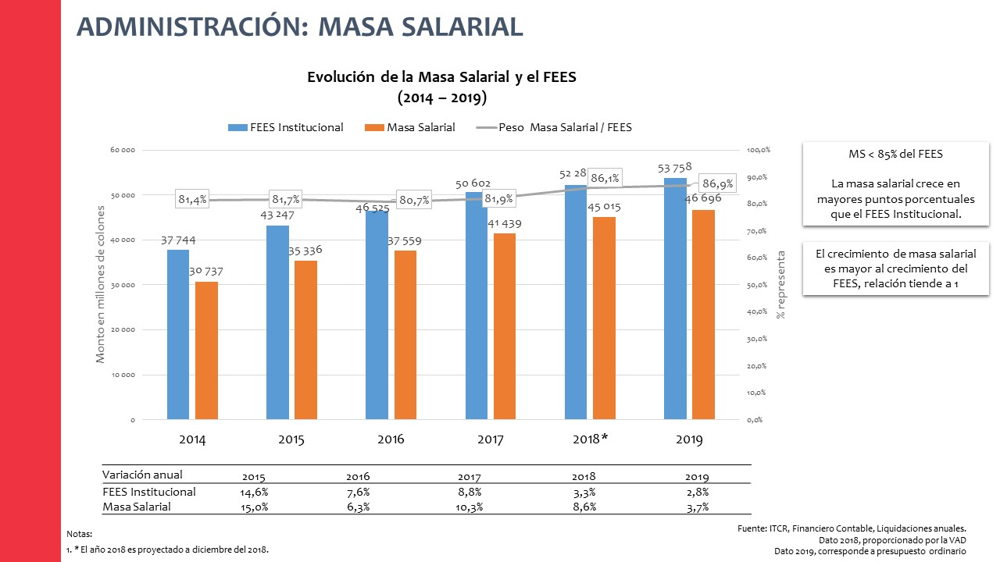 ADMINISTRACIÓN: MASA SALARIAL
Evolución de la Masa Salarial y el FEES
(2014 – 2019)
FEES Institucional Masa Salarial Peso Masa Salarial / FEES
Monto en millones de colones
60 000
50 000
40 000
30 000
20 000
10 000
0
37 744
43 247
46 525
50 602
52 28
53 758
30 737
35 336
37 559
41 439
45 015
46 696
81,4%
81,7%
80,7%
81,9%
86,1%
86,9%
100,0%
90,0%
80,0%
70,0%
60,0%
50,0%
40,0%
30,0%
20,0%
10,0%
0,0%
% representa
2014 2015 2016 2017 2018* 2019
MS < 85% del FEES
La masa salarial crece en
mayores puntos porcentuales
que el FEES Institucional.
El crecimiento de masa salarial
es mayor al crecimiento del
FEES, relación tiende a 1
Variación anual 2015 2016 2017 2018 2019
FEES Institucional 14,6% 7,6% 8,8% 3,3% 2,8%
Masa Salarial 15,0% 6,3% 10,3% 8,6% 3,7%
Notas:
1. * El año 2018 es proyectado a diciembre del 2018.
Fuente: ITCR, Financiero Contable, Liquidaciones anuales.
Dato 2018, proporcionado por la VAD
Dato 2019, corresponde a presupuesto ordinario